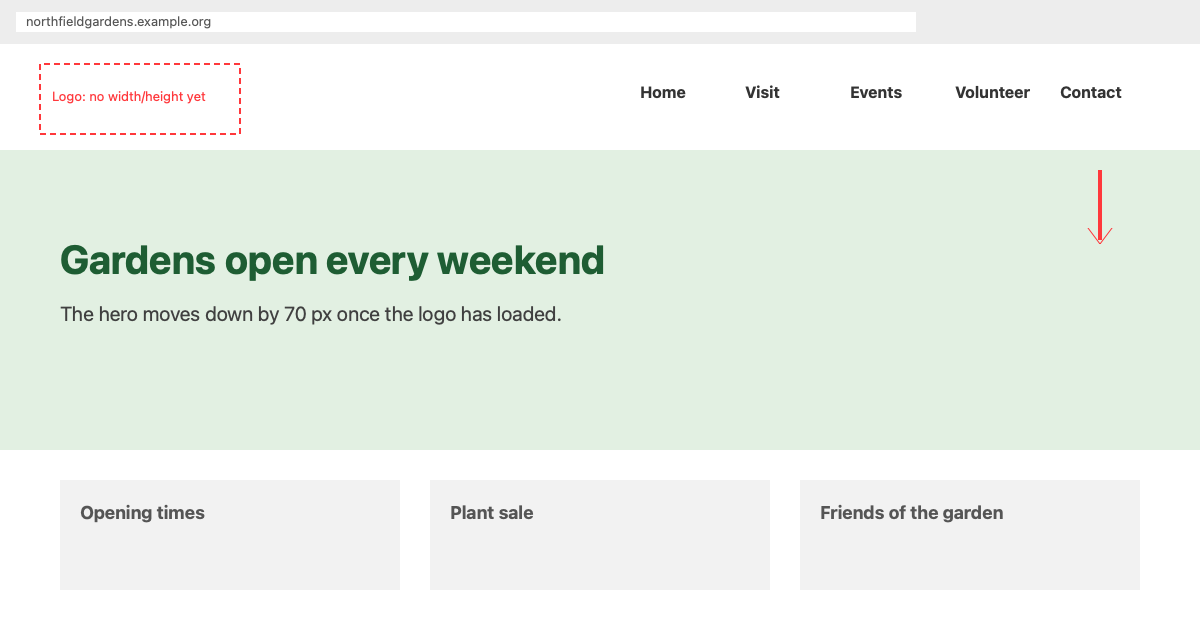 northfieldgardens.example.org
Logo: no width/height yet
Home Visit Events Volunteer Contact
Gardens open every weekend
The hero moves down by 70 px once the logo has loaded.
Opening times
Plant sale
Friends of the garden